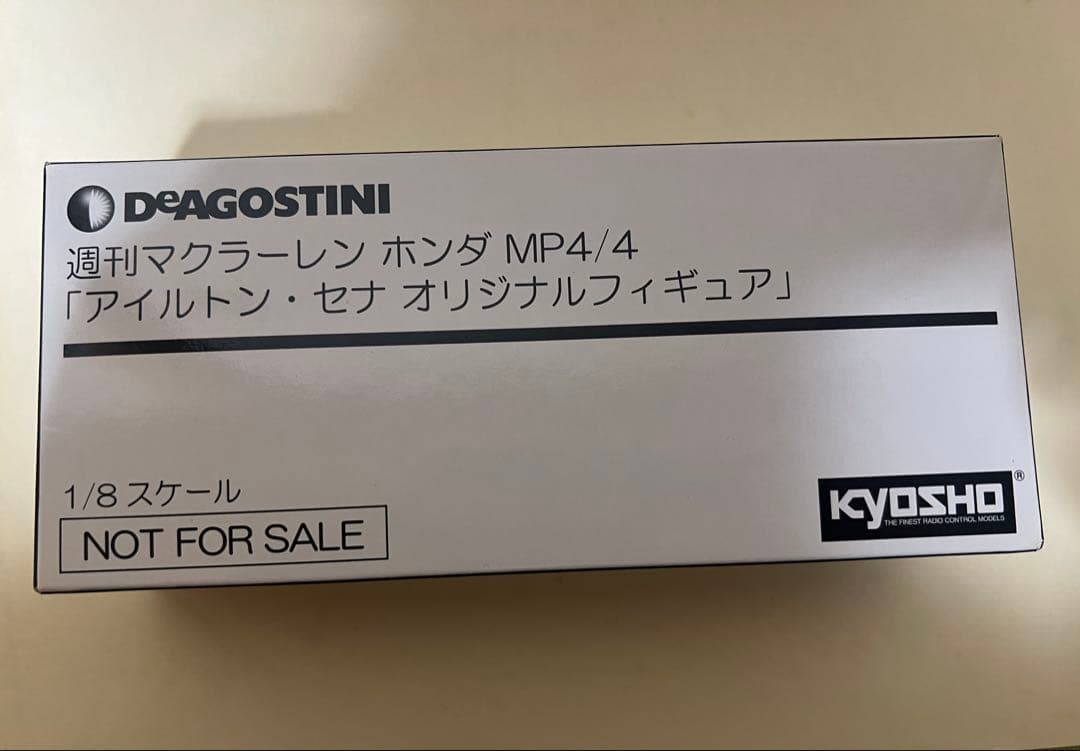 DeAGOSTINI
週刊マクラーレン ホンダ MP4/4
「アイルトン・セナ オリジナルフィギュア」
1/8 スケール
NOT FOR SALE
KYOSHO ®
THE FINEST RADIO CONTROL MODELS